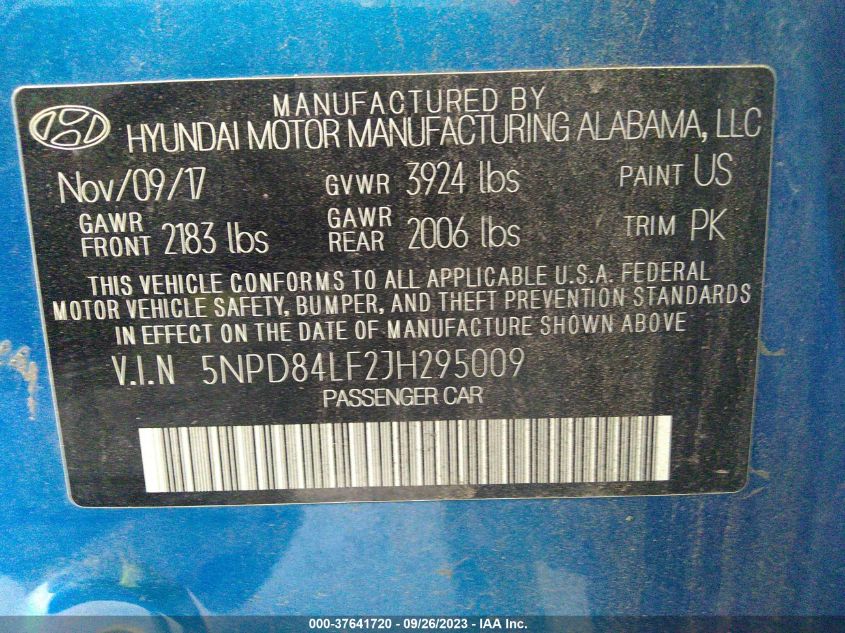 MANUFACTURED BY
HYUNDAI MOTOR MANUFACTURING ALABAMA, LLC
Nov/09/17 GVWR 3924 lbs PAINT US
GAWR FRONT 2183 lbs GAWR REAR 2006 lbs TRIM PK
THIS VEHICLE CONFORMS TO ALL APPLICABLE U.S.A. FEDERAL
MOTOR VEHICLE SAFETY, BUMPER, AND THEFT PREVENTION STANDARDS
IN EFFECT ON THE DATE OF MANUFACTURE SHOWN ABOVE
V.I.N 5NPD84LF2JH295009
PASSENGER CAR
000-37641720 - 09/26/2023 - IAA Inc.